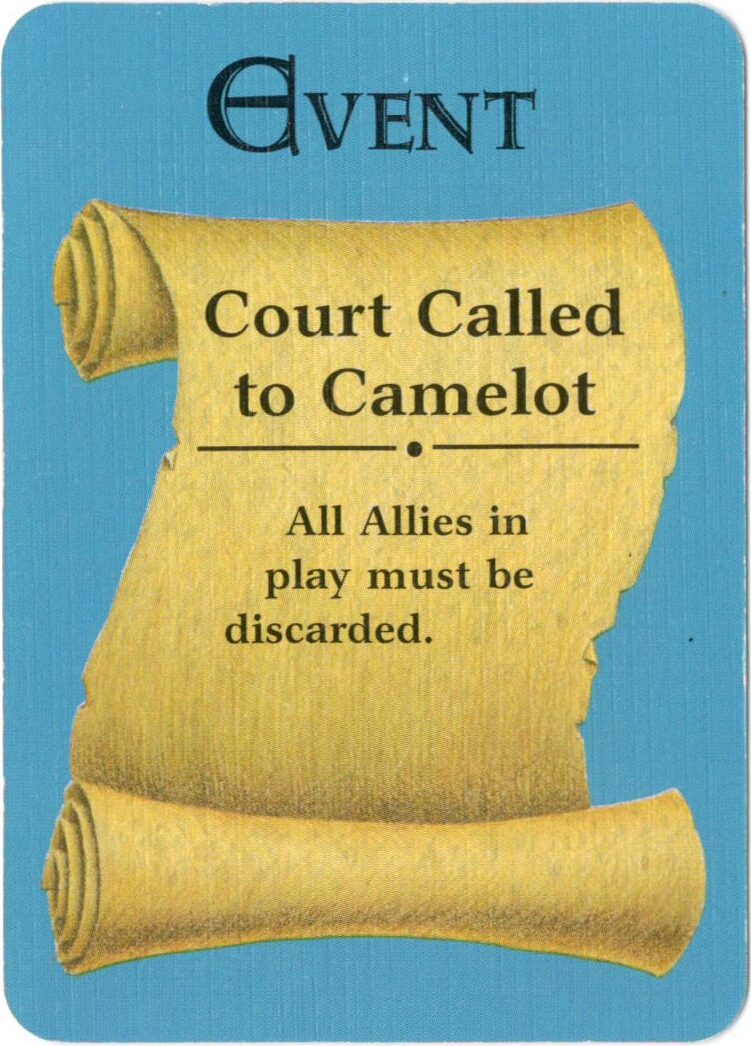 Event
Court Called
to Camelot
All Allies in
play must be
discarded.